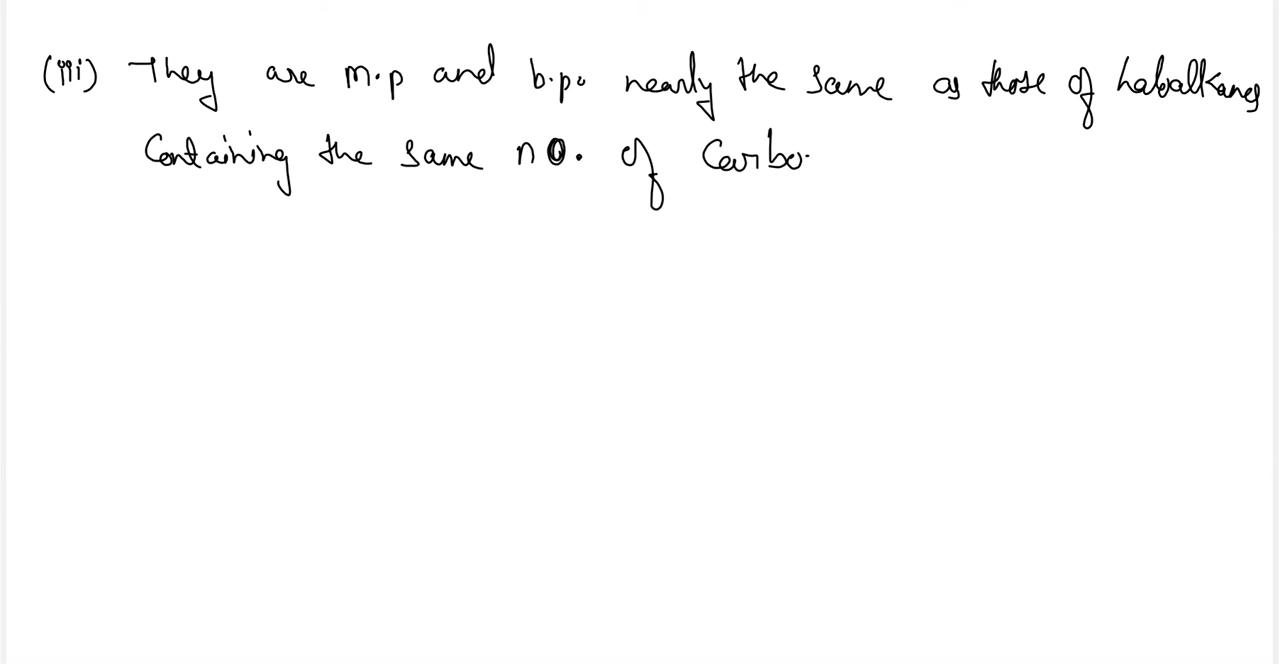 (iii) They are m.p and b.p. nearly the same as those of haloalkanes
Containing the same no. of Carbo.